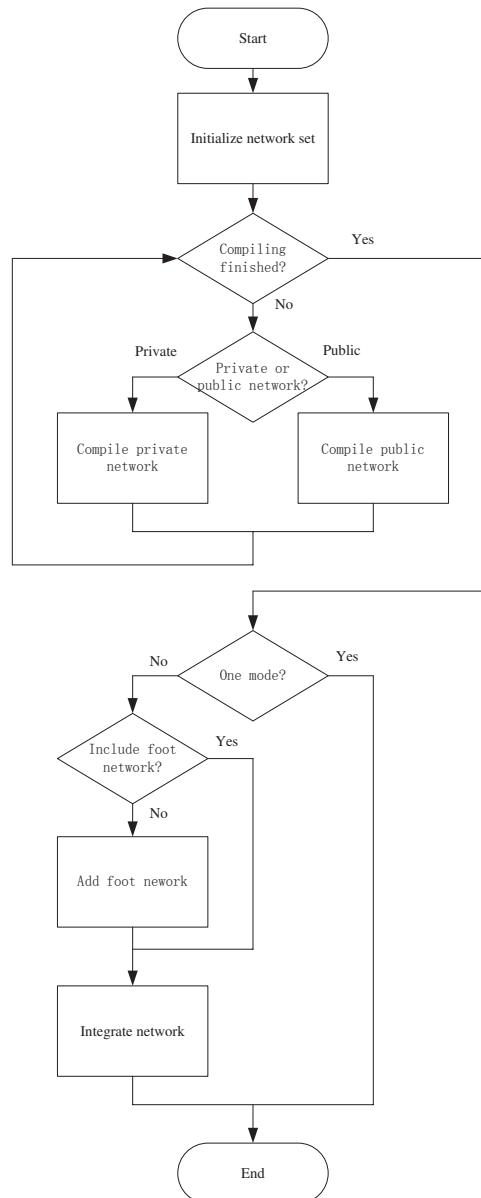 Start
Initialize network set
Compiling
finished?
Yes
No
Private
Private or
public network?
Public
Compile private
network
Compile public
network
No
One mode?
Yes
Include foot
network?
Yes
No
Add foot nework
Integrate network
End